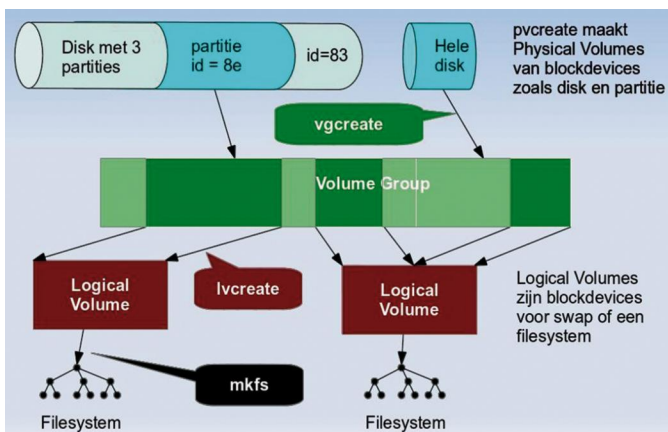 Disk met 3
partities
partitie
id = 8e
id=83
Hele
disk
pvcreate maakt
Physical Volumes
van blockdevices
zoals disk en partitie
vgcreate
Volume Group
Logical
Volume
lvcreate
Logical
Volume
Logical Volumes
zijn blockdevices
voor swap of een
filesystem
mkfs
Filesystem
Filesystem